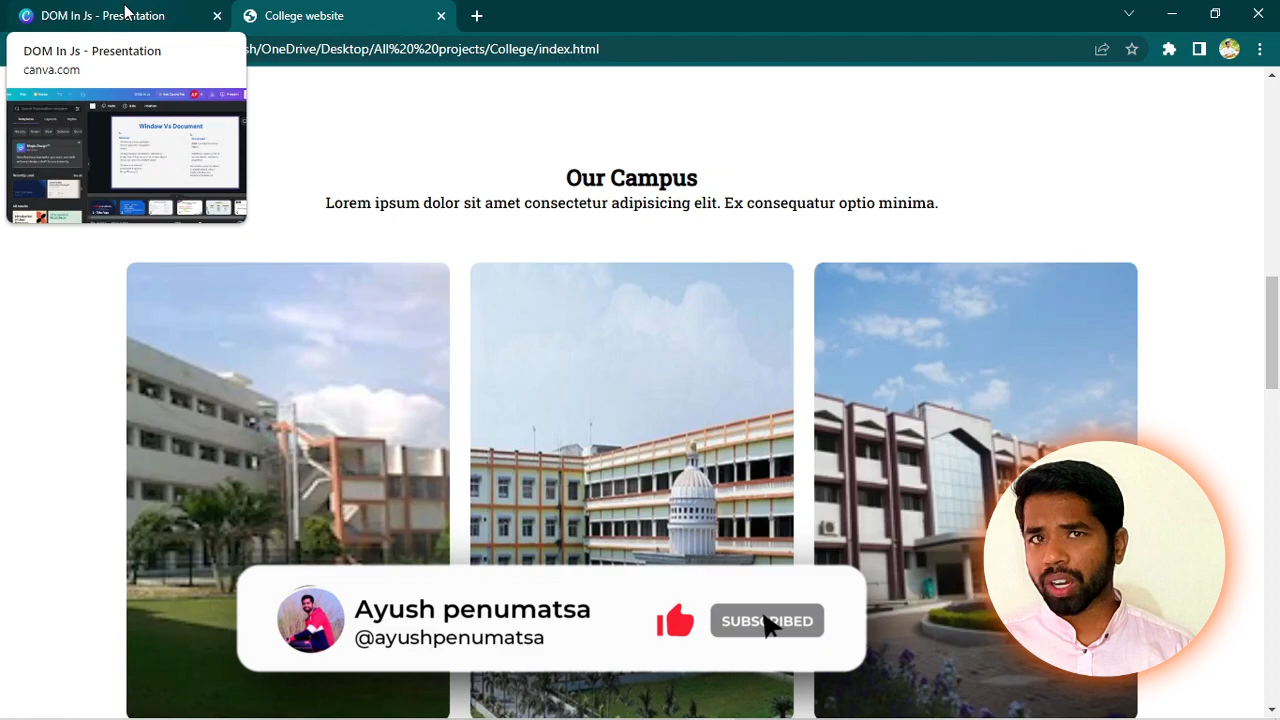 DOM In Js - Presentation
College website
DOM In Js - Presentation
canva.com
sh/OneDrive/Desktop/All%20%20projects/College/index.html
Window Vs Document
Our Campus
Lorem ipsum dolor sit amet consectetur adipisicing elit. Ex consequatur optio minima.
Ayush penumatsa
@ayushpenumatsa
SUBSCRIBED